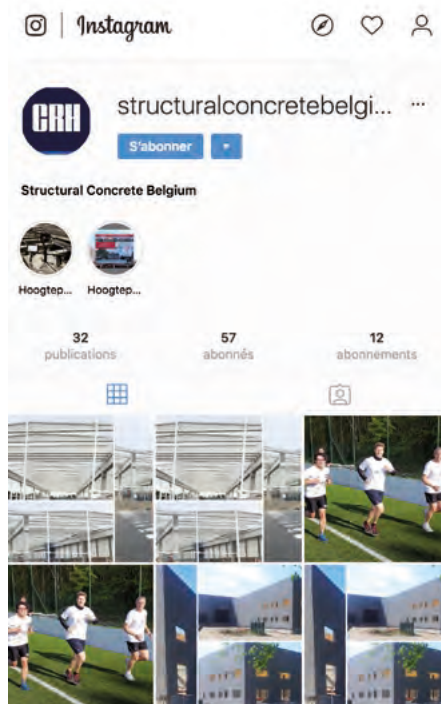 Instagram
CRH
structuralconcretebelgi... ...
S'abonner
Structural Concrete Belgium
Hoogtep... Hoogtep...
32 57 12
publications abonnés abonnements